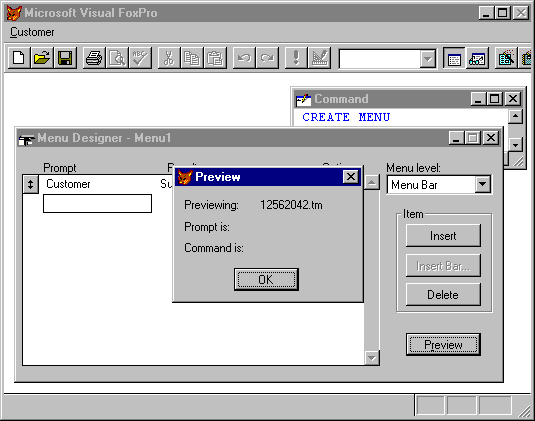 Microsoft Visual FoxPro
Customer
Command
CREATE MENU
Menu Designer - Menu1
Prompt
Menu level:
Customer
Menu Bar
Preview
Previewing: 12562042.tm
Prompt is:
Command is:
OK
Item
Insert
Insert Bar...
Delete
Preview